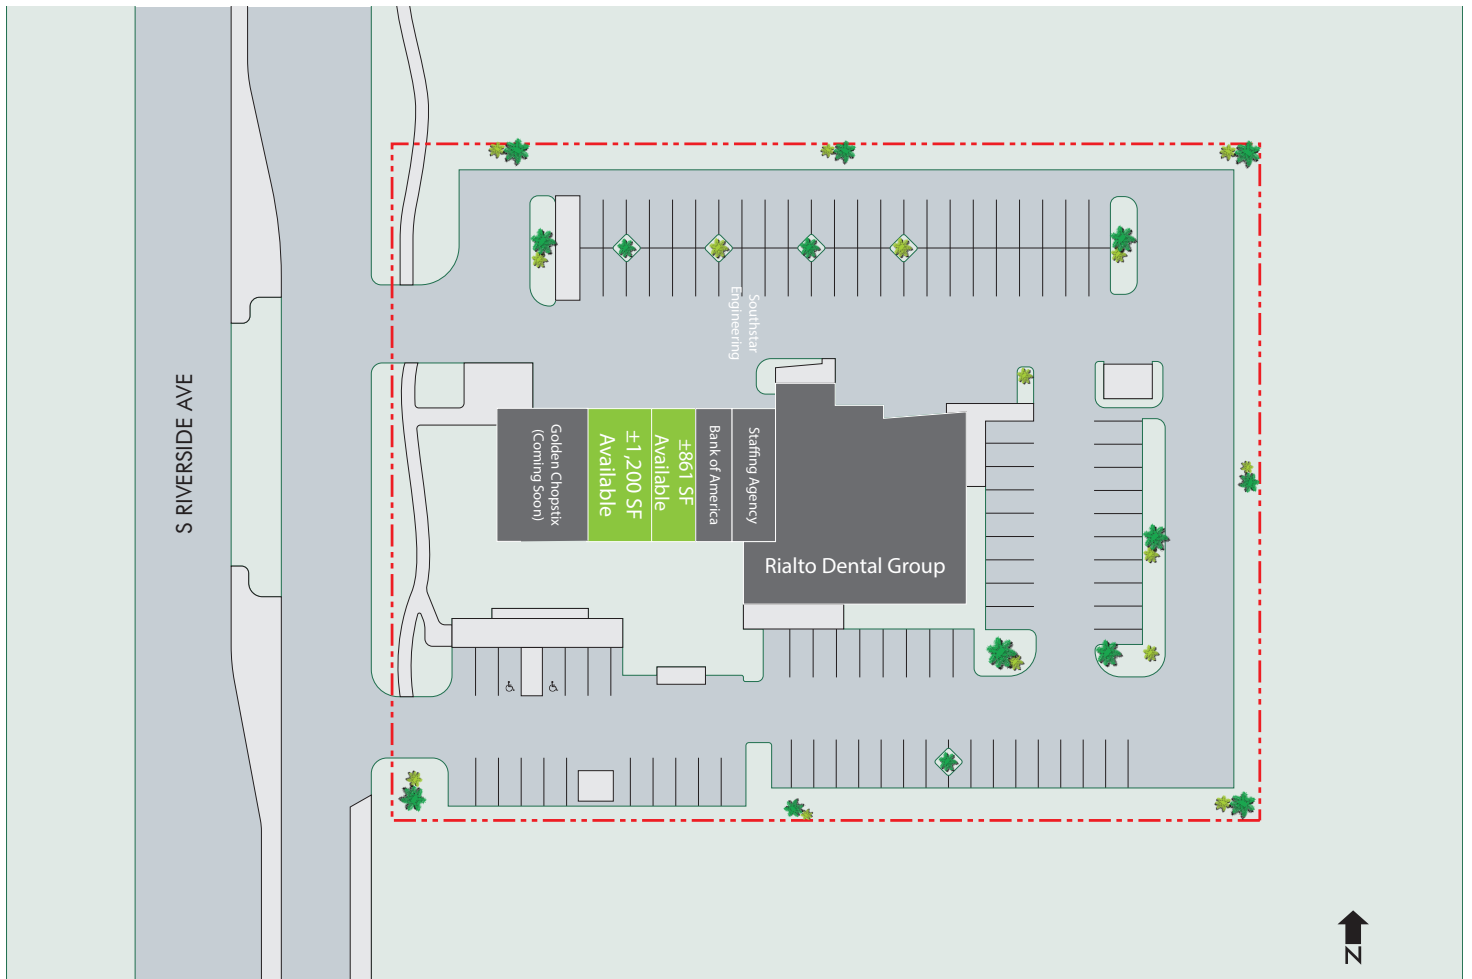 S RIVERSIDE AVE
Southstar
Engineering
Golden Chopstix
(Coming Soon)
±1,200 SF
Available
±861 SF
Available
Bank of America
Staffing Agency
Rialto Dental Group
N